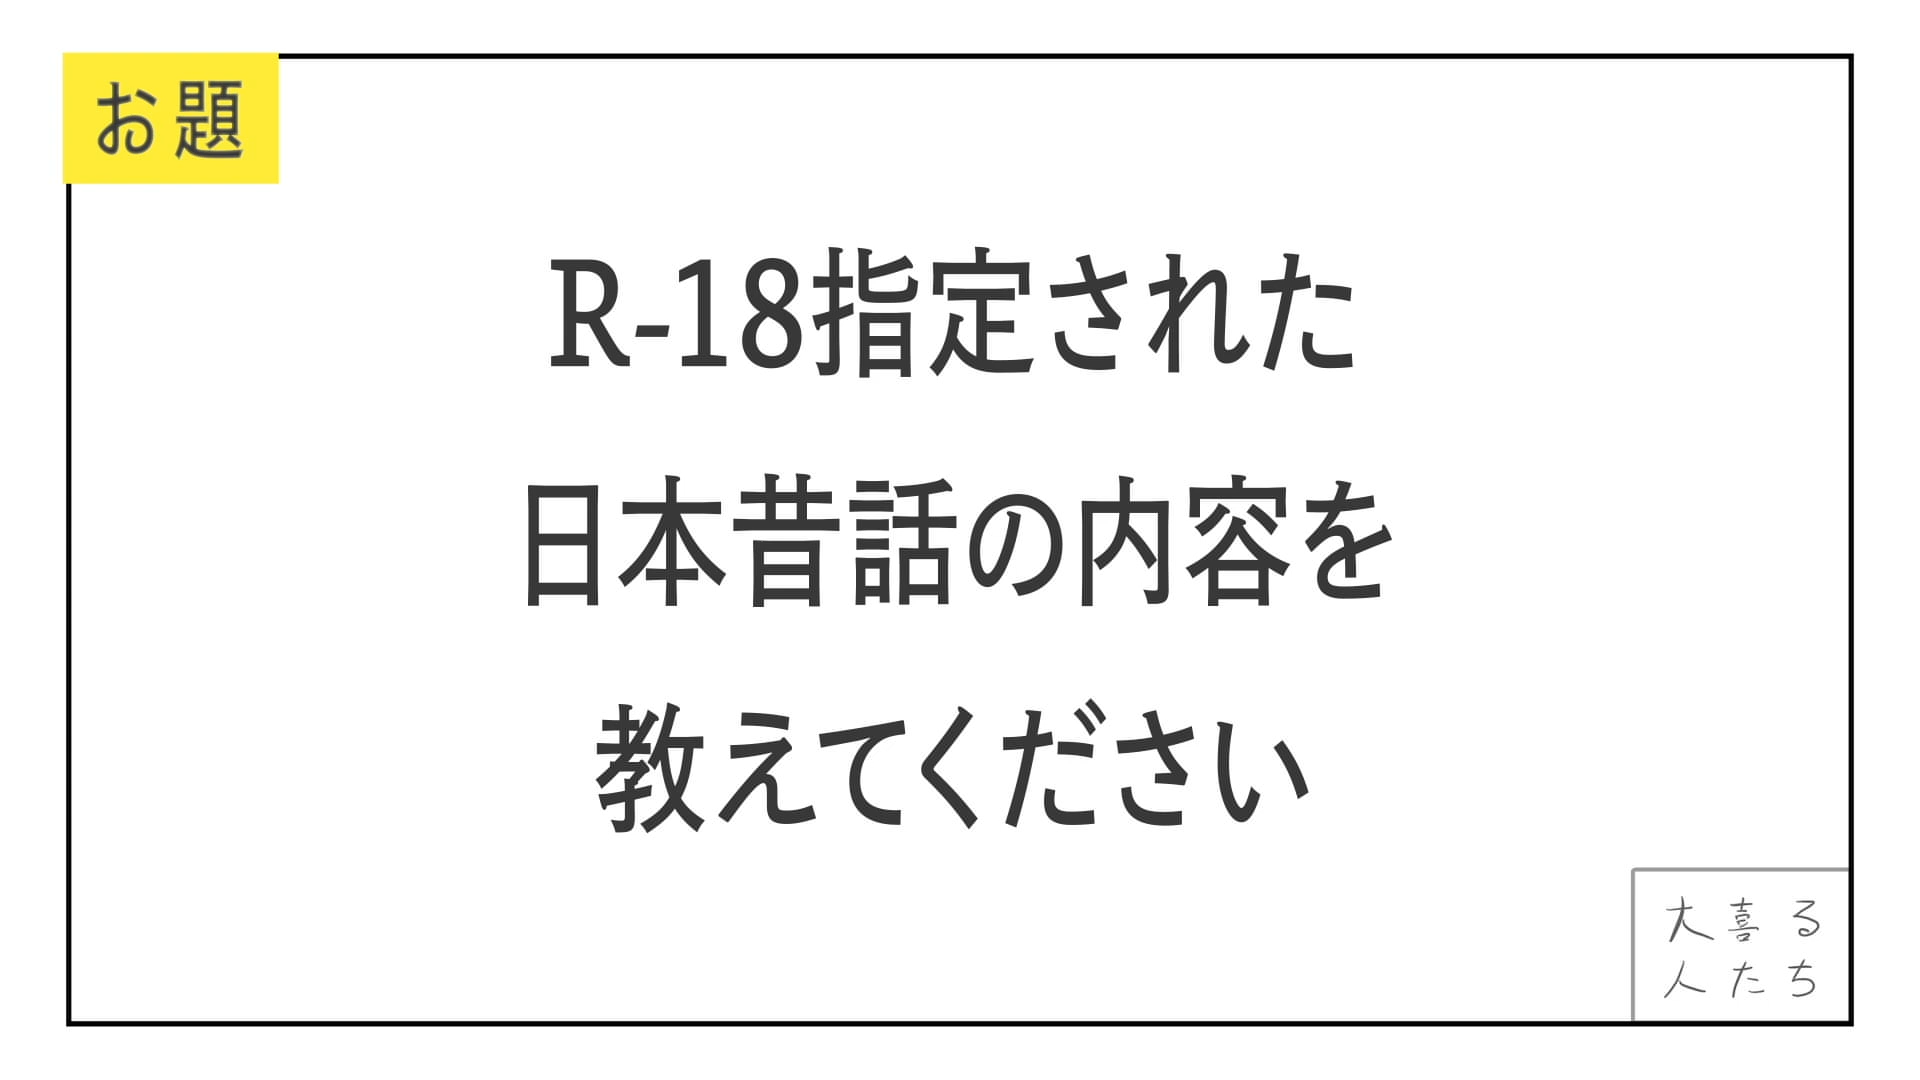 お題
R-18指定された
日本昔話の内容を
教えてください
大喜る
人たち